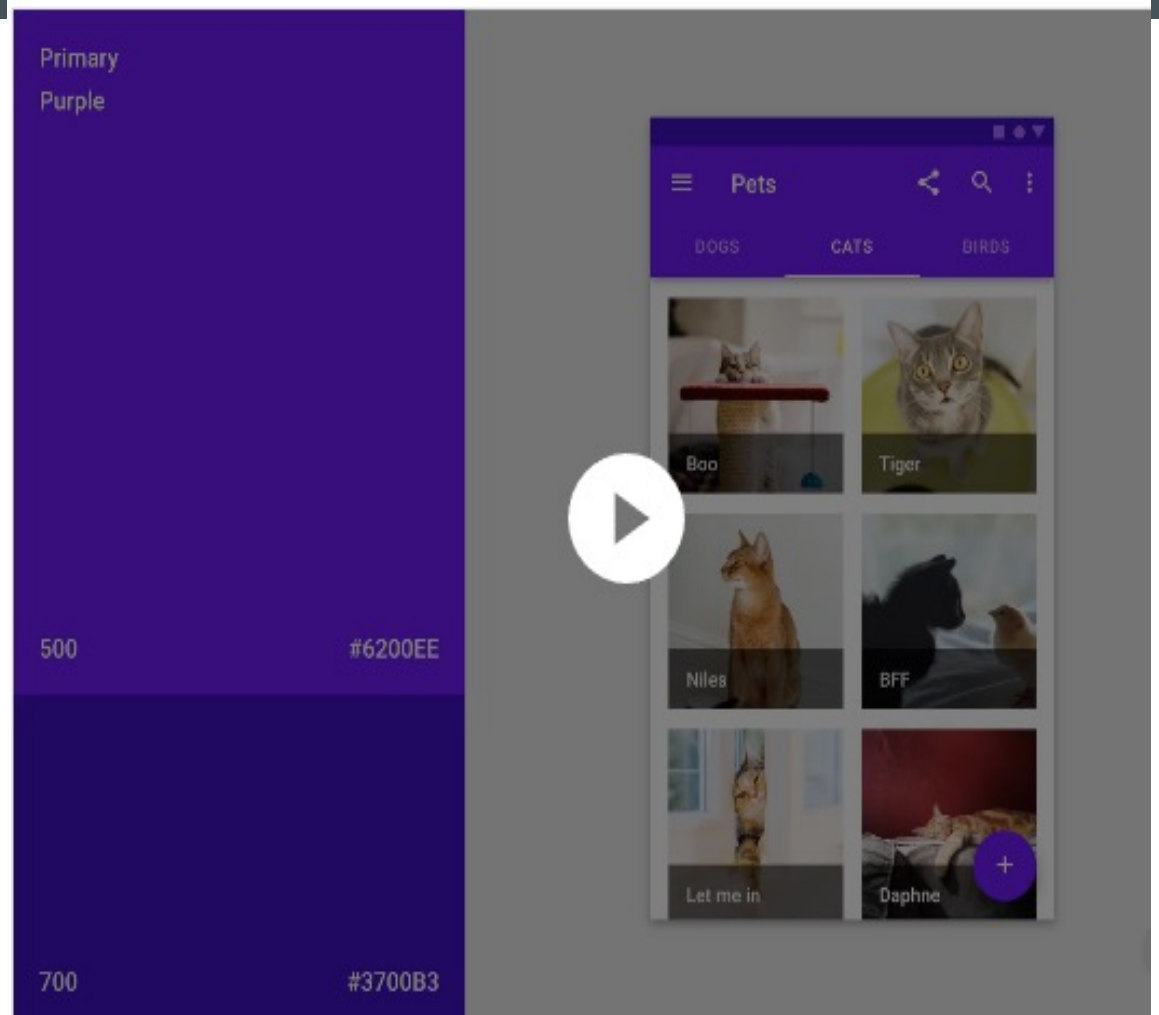 Primary
Purple
500 #6200EE
700 #3700B3
Pets
DOGS CATS BIRDS
Boo Tiger
Niles BFF
Let me in Daphne